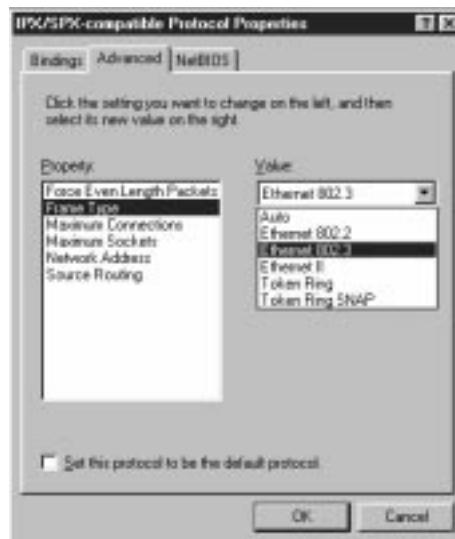 IPX/SPX-compatible Protocol Properties
Bindings
Advanced
NetBIOS
Click the setting you want to change on the left, and then
select its new value on the right.
Property:
Force Even Length Packets
Frame Type
Maximum Connections
Maximum Sockets
Network Address
Source Routing
Value:
Ethernet 802.3
Auto
Ethernet 802.2
Ethernet 802.3
Ethernet II
Token Ring
Token Ring SNAP
Set this protocol to be the default protocol.
OK
Cancel